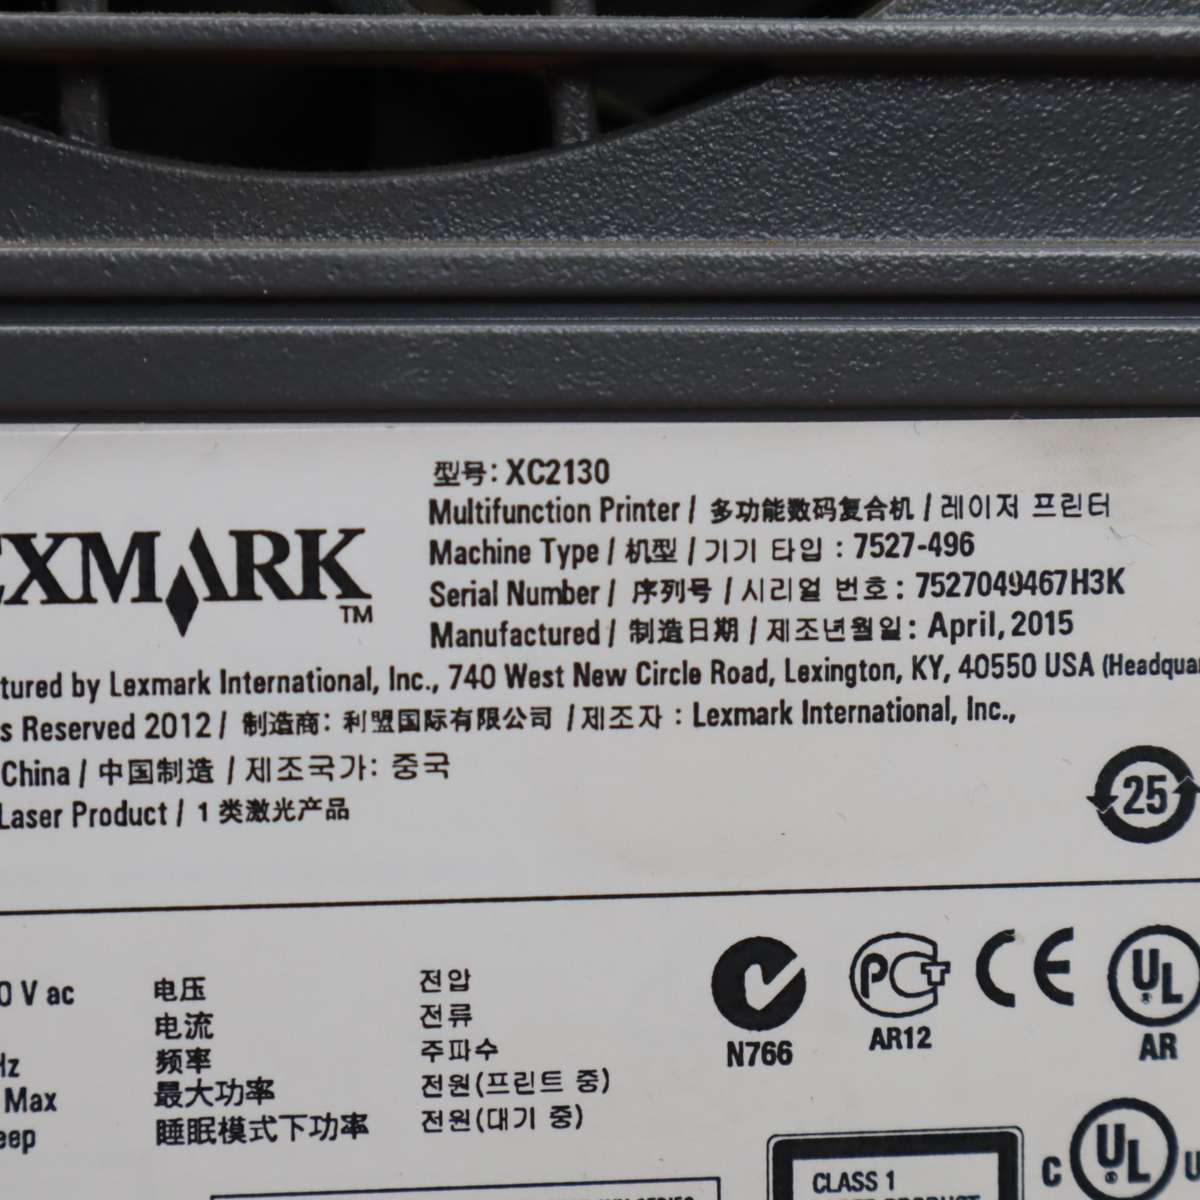 型号: XC2130
Multifunction Printer / 多功能数码复合机 / 레이저 프린터
Machine Type / 机型 / 기기 타입 : 7527-496
EXMARK™
Serial Number / 序列号 / 시리얼 번호 : 7527049467H3K
Manufactured / 制造日期 / 제조년월일: April, 2015
tured by Lexmark International, Inc., 740 West New Circle Road, Lexington, KY, 40550 USA (Headquar
s Reserved 2012 / 制造商: 利盟国际有限公司 / 제조자 : Lexmark International, Inc.,
China / 中国制造 / 제조국가: 중국
Laser Product / 1 类激光产品
25
0 V ac 电压 전압
电流 전류
Hz 频率 주파수
Max 最大功率 전원(프린트 중)
eep 睡眠模式下功率 전원(대기 중)
N766
PCT
AR12
CE
UL
AR
CLASS 1
C UL U